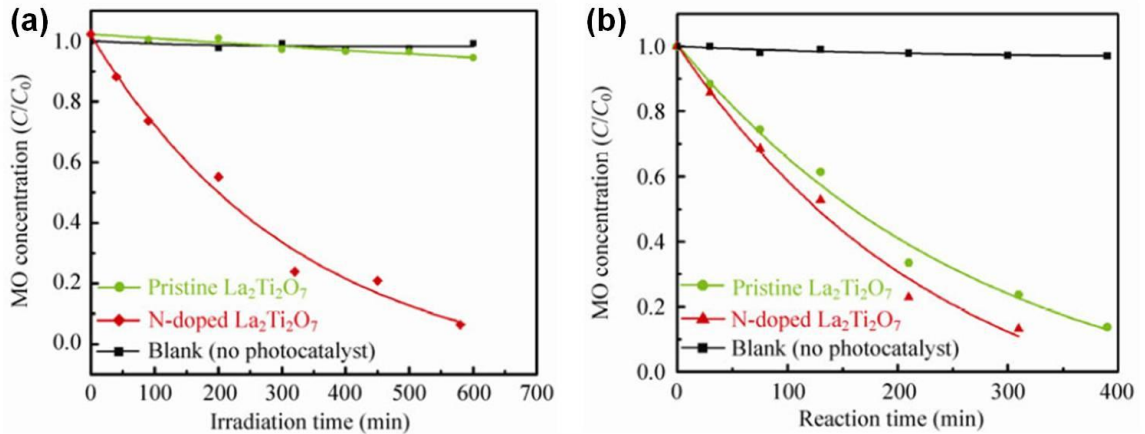 (a)
MO concentration (C/C₀)
1.0
0.8
0.6
0.4
0.2
0.0
Pristine La₂Ti₂O₇
N-doped La₂Ti₂O₇
Blank (no photocatalyst)
0 100 200 300 400 500 600 700
Irradiation time (min)
(b)
MO concentration (C/C₀)
1.0
0.8
0.6
0.4
0.2
0.0
Pristine La₂Ti₂O₇
N-doped La₂Ti₂O₇
Blank (no photocatalyst)
0 100 200 300 400
Reaction time (min)